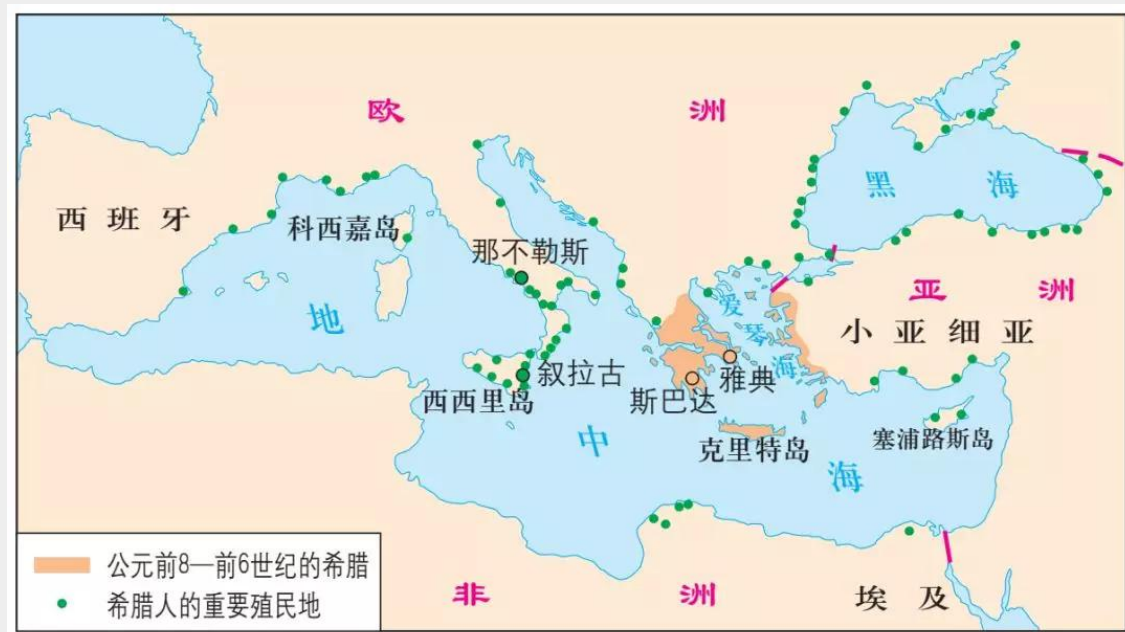 欧洲
黑海
西班牙
科西嘉岛
那不勒斯
地中海
爱琴海
亚洲
小亚细亚
叙拉古
西西里岛
雅典
斯巴达
克里特岛
塞浦路斯岛
非洲
埃及
公元前8—前6世纪的希腊
希腊人的重要殖民地